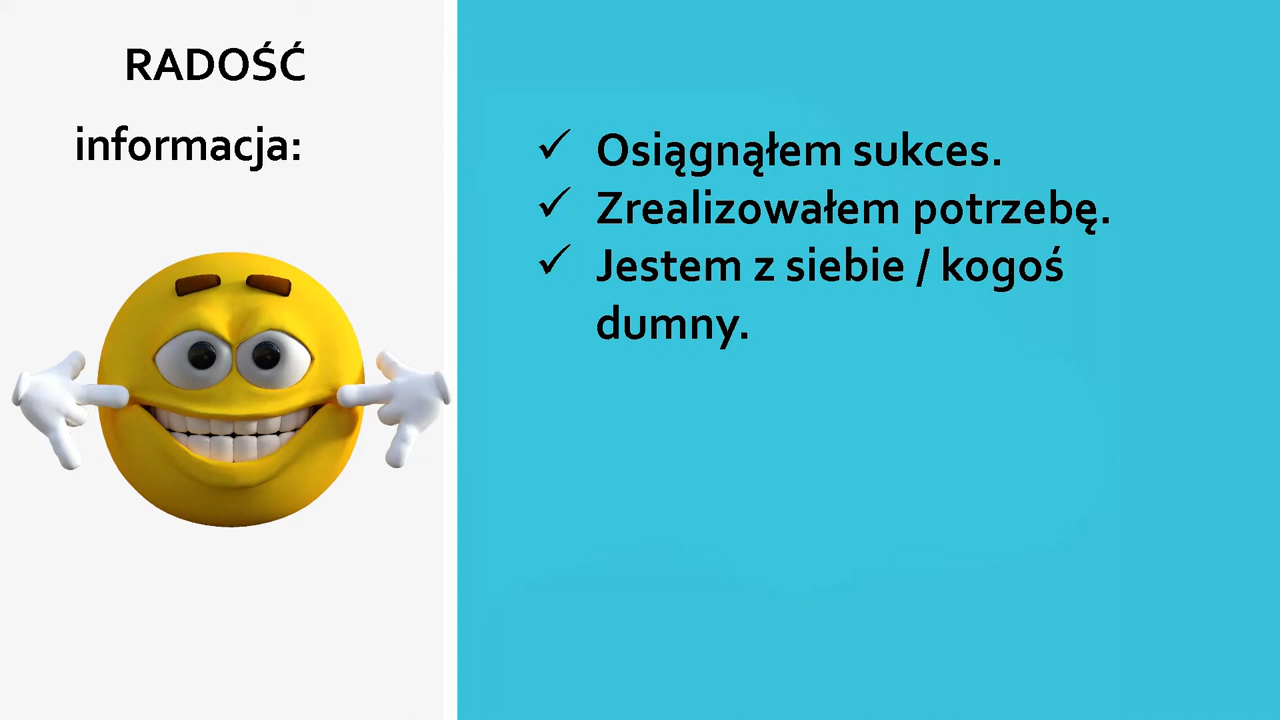 RADOŚĆ
informacja:
✓ Osiągnąłem sukces.
✓ Zrealizowałem potrzebę.
✓ Jestem z siebie / kogoś
dumny.